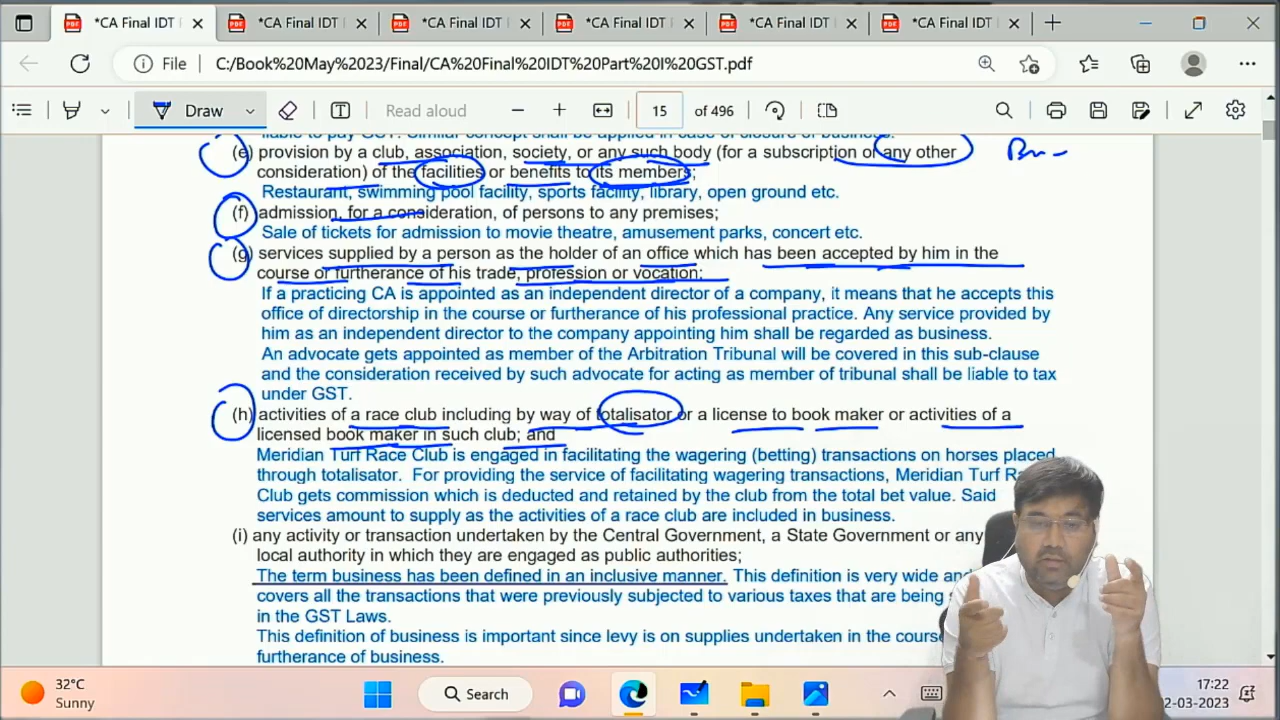 *CA Final IDT
*CA Final IDT
*CA Final IDT
*CA Final IDT
*CA Final IDT
*CA Final IDT
File
C:/Book%20May%202023/Final/CA%20Final%20IDT%20Part%20I%20GST.pdf
Draw
Read aloud
15 of 496
liable to pay GST. Similar concept shall be applied in case of closure of business.
(e) provision by a club, association, society, or any such body (for a subscription or any other
consideration) of the facilities or benefits to its members;
Restaurant, swimming pool facility, sports facility, library, open ground etc.
(f) admission, for a consideration, of persons to any premises;
Sale of tickets for admission to movie theatre, amusement parks, concert etc.
(g) services supplied by a person as the holder of an office which has been accepted by him in the
course or furtherance of his trade, profession or vocation;
If a practicing CA is appointed as an independent director of a company, it means that he accepts this
office of directorship in the course or furtherance of his professional practice. Any service provided by
him as an independent director to the company appointing him shall be regarded as business.
An advocate gets appointed as member of the Arbitration Tribunal will be covered in this sub-clause
and the consideration received by such advocate for acting as member of tribunal shall be liable to tax
under GST.
(h) activities of a race club including by way of totalisator or a license to book maker or activities of a
licensed book maker in such club; and
Meridian Turf Race Club is engaged in facilitating the wagering (betting) transactions on horses placed
through totalisator. For providing the service of facilitating wagering transactions, Meridian Turf
Club gets commission which is deducted and retained by the club from the total bet value. Said
services amount to supply as the activities of a race club are included in business.
(i) any activity or transaction undertaken by the Central Government, a State Government or any
local authority in which they are engaged as public authorities;
The term business has been defined in an inclusive manner. This definition is very wide and
covers all the transactions that were previously subjected to various taxes that are being
in the GST Laws.
This definition of business is important since levy is on supplies undertaken in the course
furtherance of business.
32°C
Sunny
Search
17:22
2-03-2023